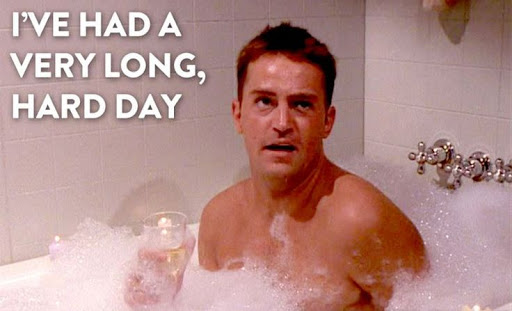 I'VE HAD A
VERY LONG,
HARD DAY